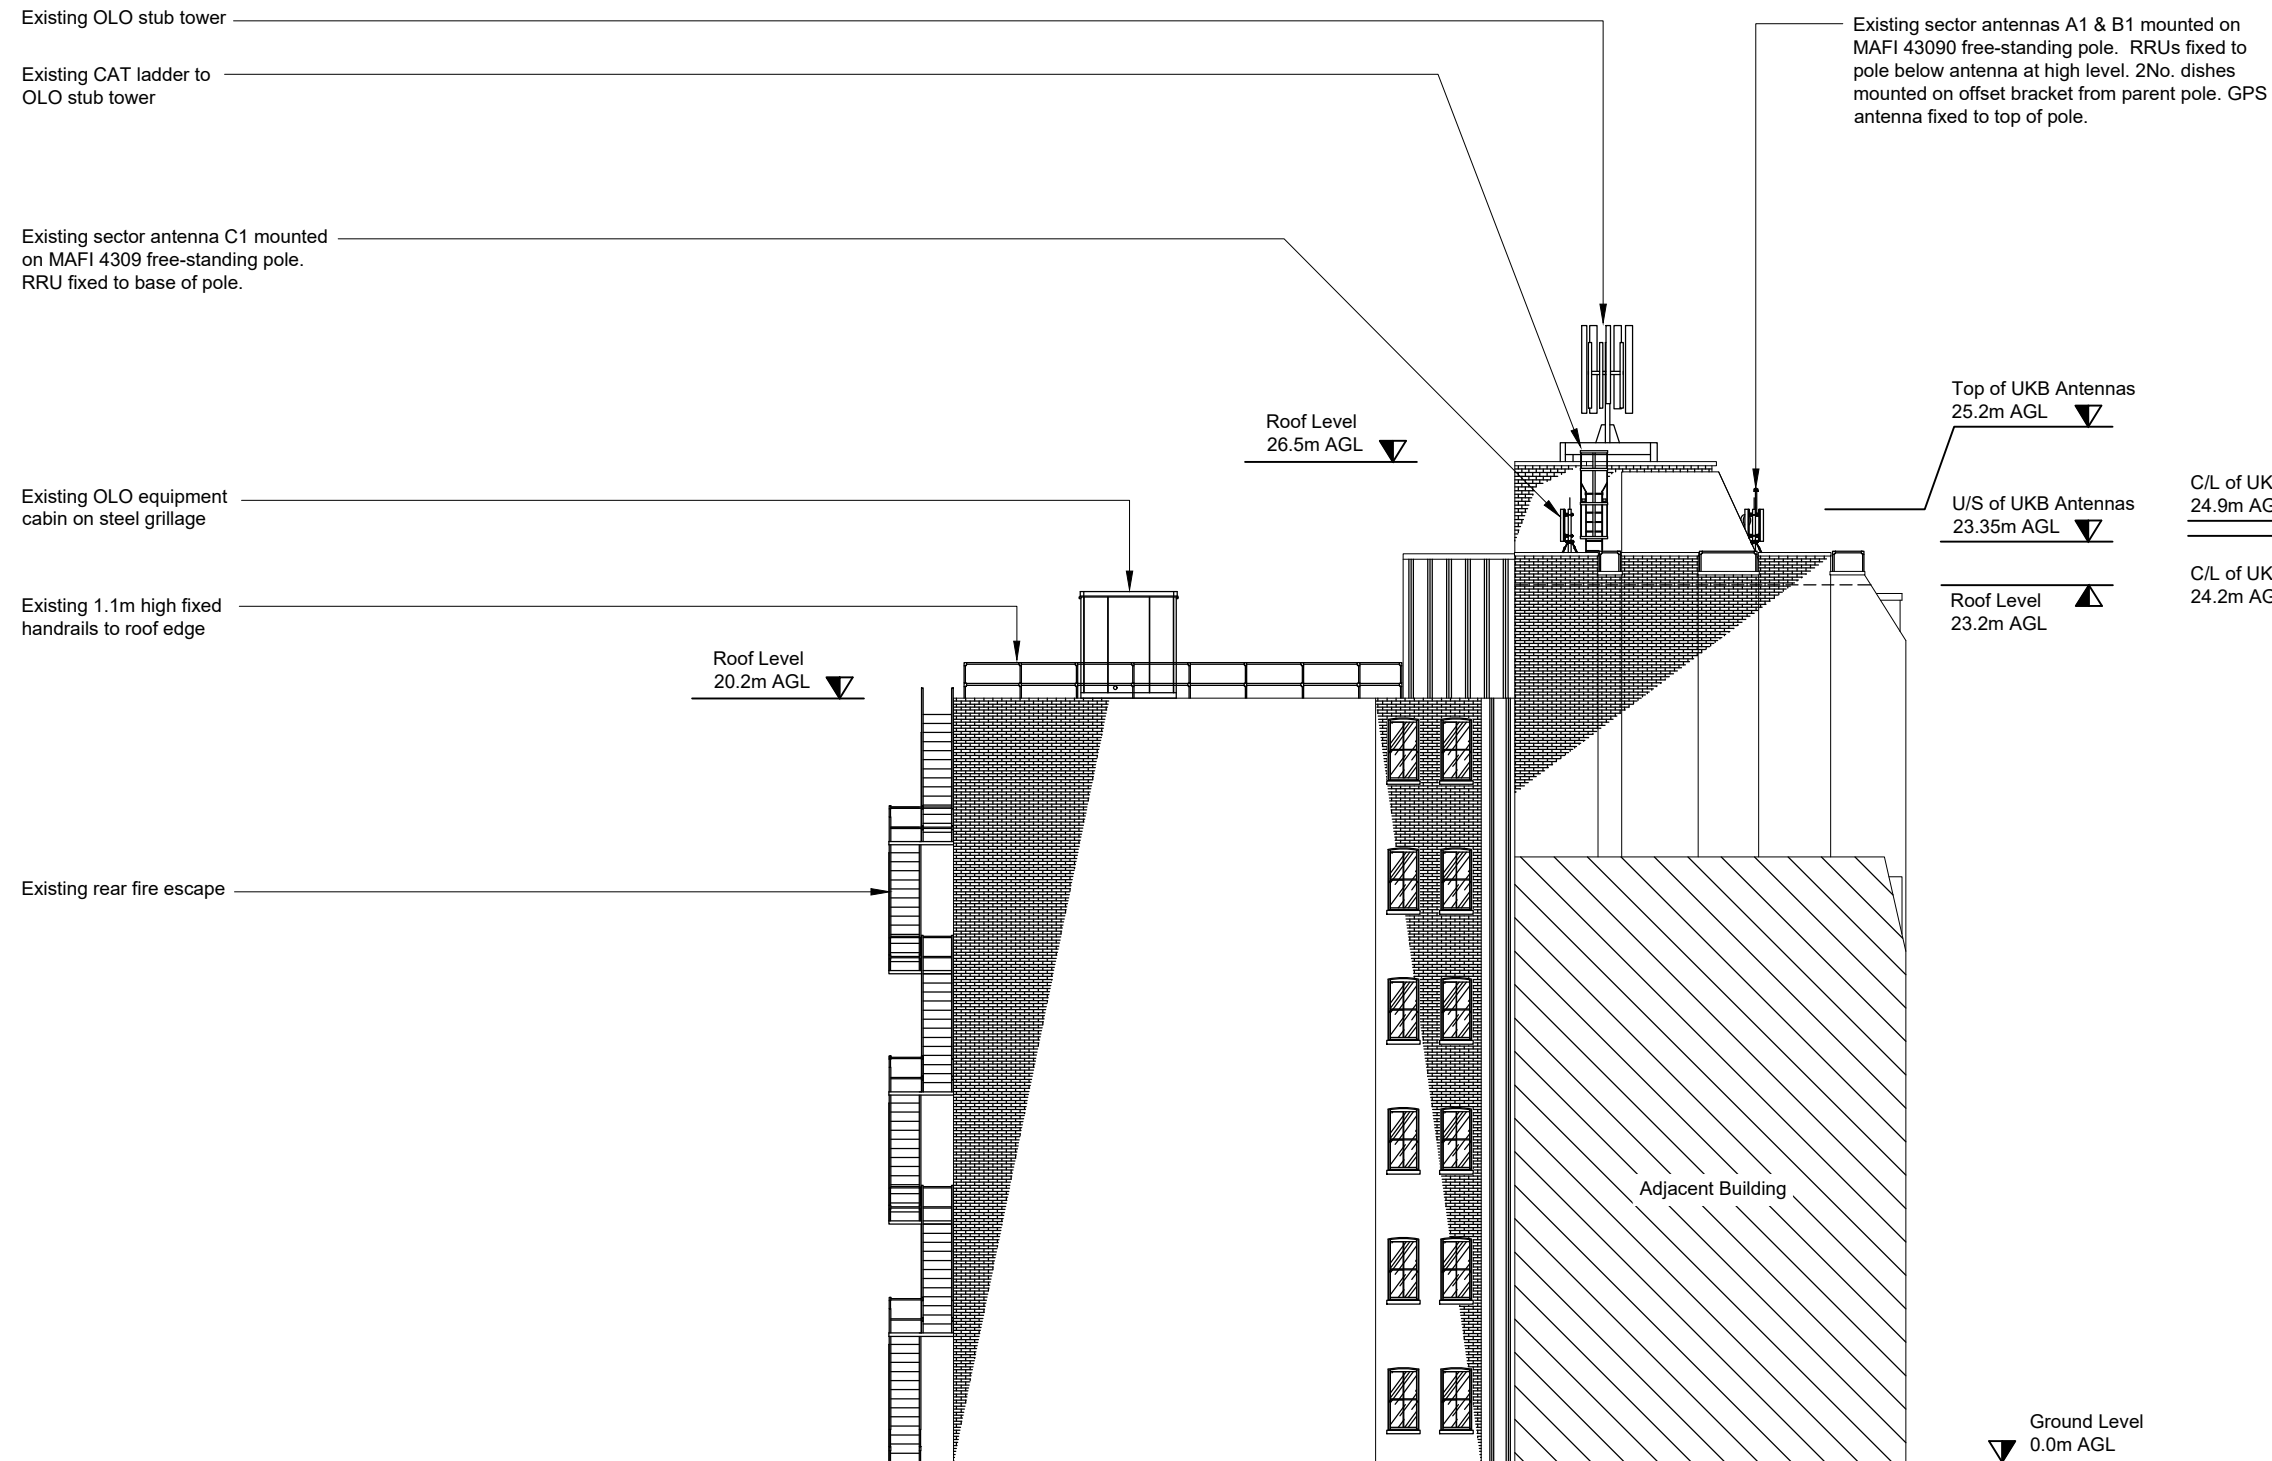 Existing OLO stub tower
Existing CAT ladder to
OLO stub tower
Existing sector antennas A1 & B1 mounted on
MAFI 43090 free-standing pole.  RRUs fixed to
pole below antenna at high level. 2No. dishes
mounted on offset bracket from parent pole. GPS
antenna fixed to top of pole.
Existing sector antenna C1 mounted
on MAFI 4309 free-standing pole.
RRU fixed to base of pole.
Top of UKB Antennas
25.2m AGL
Roof Level
26.5m AGL
Existing OLO equipment
cabin on steel grillage
U/S of UKB Antennas
23.35m AGL
C/L of UK
24.9m AG
C/L of UK
24.2m AG
Roof Level
23.2m AGL
Existing 1.1m high fixed
handrails to roof edge
Roof Level
20.2m AGL
Existing rear fire escape
Adjacent Building
Ground Level
0.0m AGL